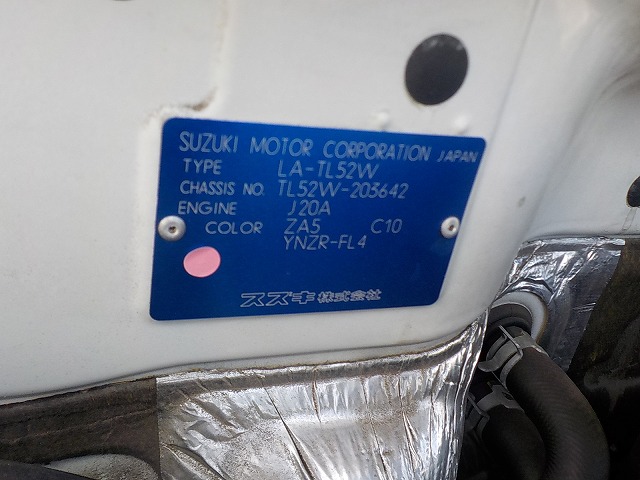 SUZUKI MOTOR CORPORATION JAPAN
TYPE LA-TL52W
CHASSIS NO. TL52W-203642
ENGINE J20A
COLOR ZA5 C10
YNZR-FL4
スズキ株式会社